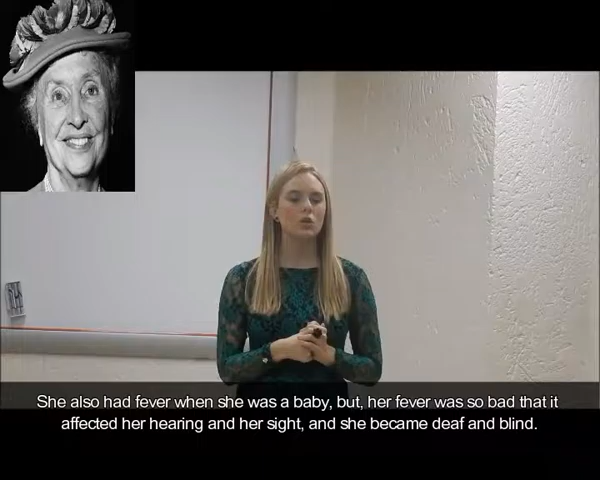 She also had fever when she was a baby, but, her fever was so bad that it
affected her hearing and her sight, and she became deaf and blind.